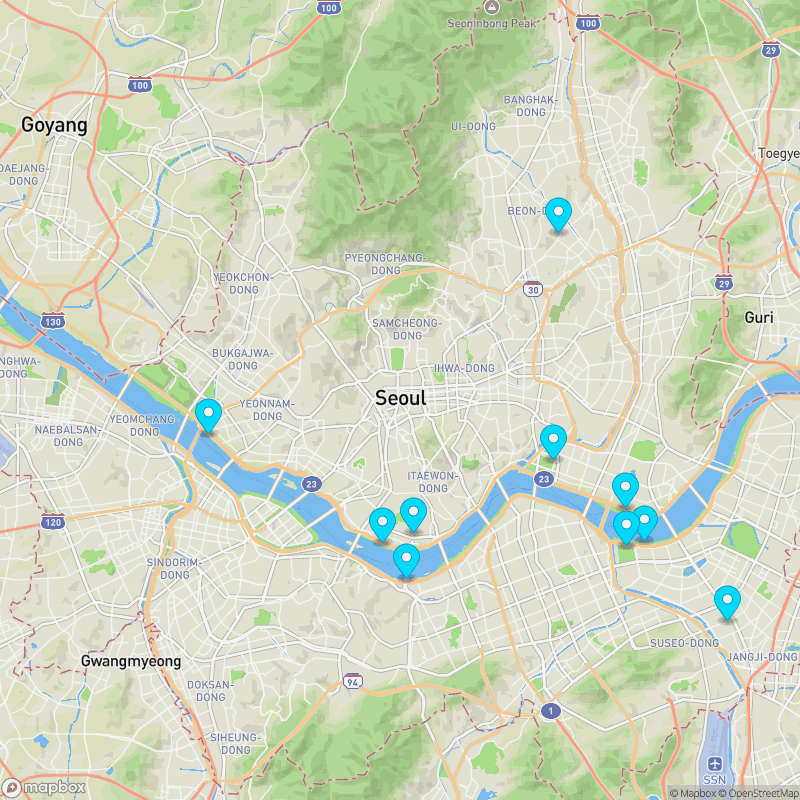 100
Seoninbong Peak
100
100
29
BANGHAK-
DONG
Goyang
UI-DONG
Toegye
DAEJANG-
DONG
BEON-D
PYEONGCHANG-
DONG
YEOKCHON-
DONG
30
29
130
SAMCHEONG-
DONG
Guri
NGHWA-
DONG
BUKGAJWA-
DONG
IHWA-DONG
Seoul
YEONNAM-
DONG
YEOMCHANG-
DONG
NAEBALSAN-
DONG
ITAEWON-
DONG
23
23
120
SINDORIM-
DONG
SUSEO-DONG
JANGJI-DONG
Gwangmyeong
DOKSAN-
DONG
94
1
SIHEUNG-
DONG
SSN
mapbox
© Mapbox © OpenStreetMap